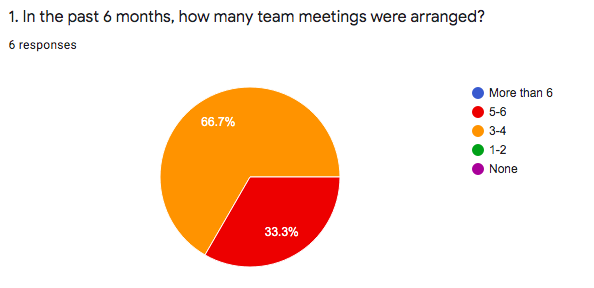 1. In the past 6 months, how many team meetings were arranged?
6 responses
66.7%
33.3%
More than 6
5-6
3-4
1-2
None